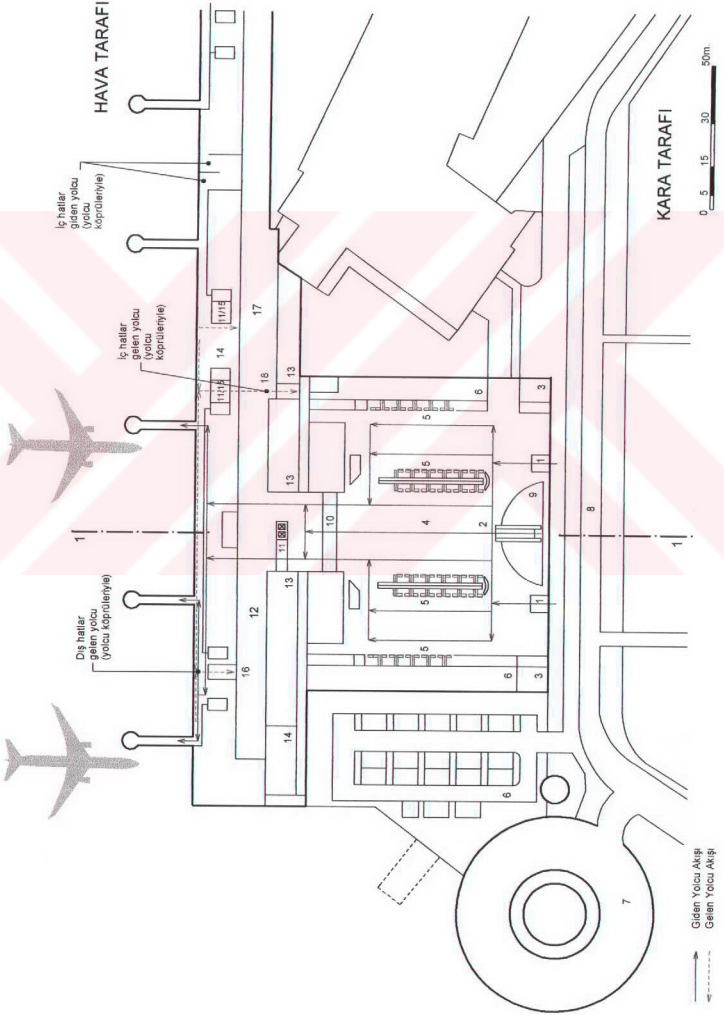 HAVA TARAFI
İç hatlar
giden yolcu
(yolcu
köprüleriyle)
İç hatlar
gelen yolcu
(yolcu
köprüleriyle)
Dış hatlar
gelen yolcu
(yolcu köprüleriyle)
1
11/15
11/15
14
17
18
13
13
13
12
16
14
11
10
6
3
5
5
5
5
4
2
9
1
1
6
3
6
7
8
1
KARA TARAFI
0 5 15 30 50m.
Giden Yolcu Akışı
Gelen Yolcu Akışı